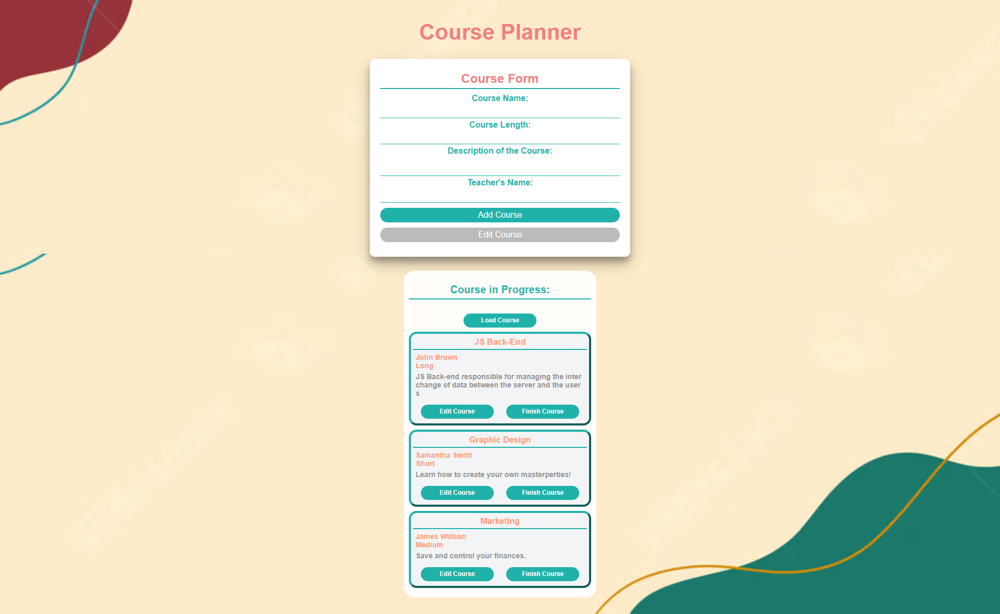 Course Planner
Course Form
Course Name:
Course Length:
Description of the Course:
Teacher's Name:
Add Course
Edit Course
Course in Progress:
Load Course
JS Back-End
John Brown
Long
JS Back-end responsible for managing the inter
change of data between the server and the user
s
Edit Course Finish Course
Graphic Design
Samantha Smith
Short
Learn how to create your own masterperties!
Edit Course Finish Course
Marketing
James Willson
Medium
Save and control your finances.
Edit Course Finish Course